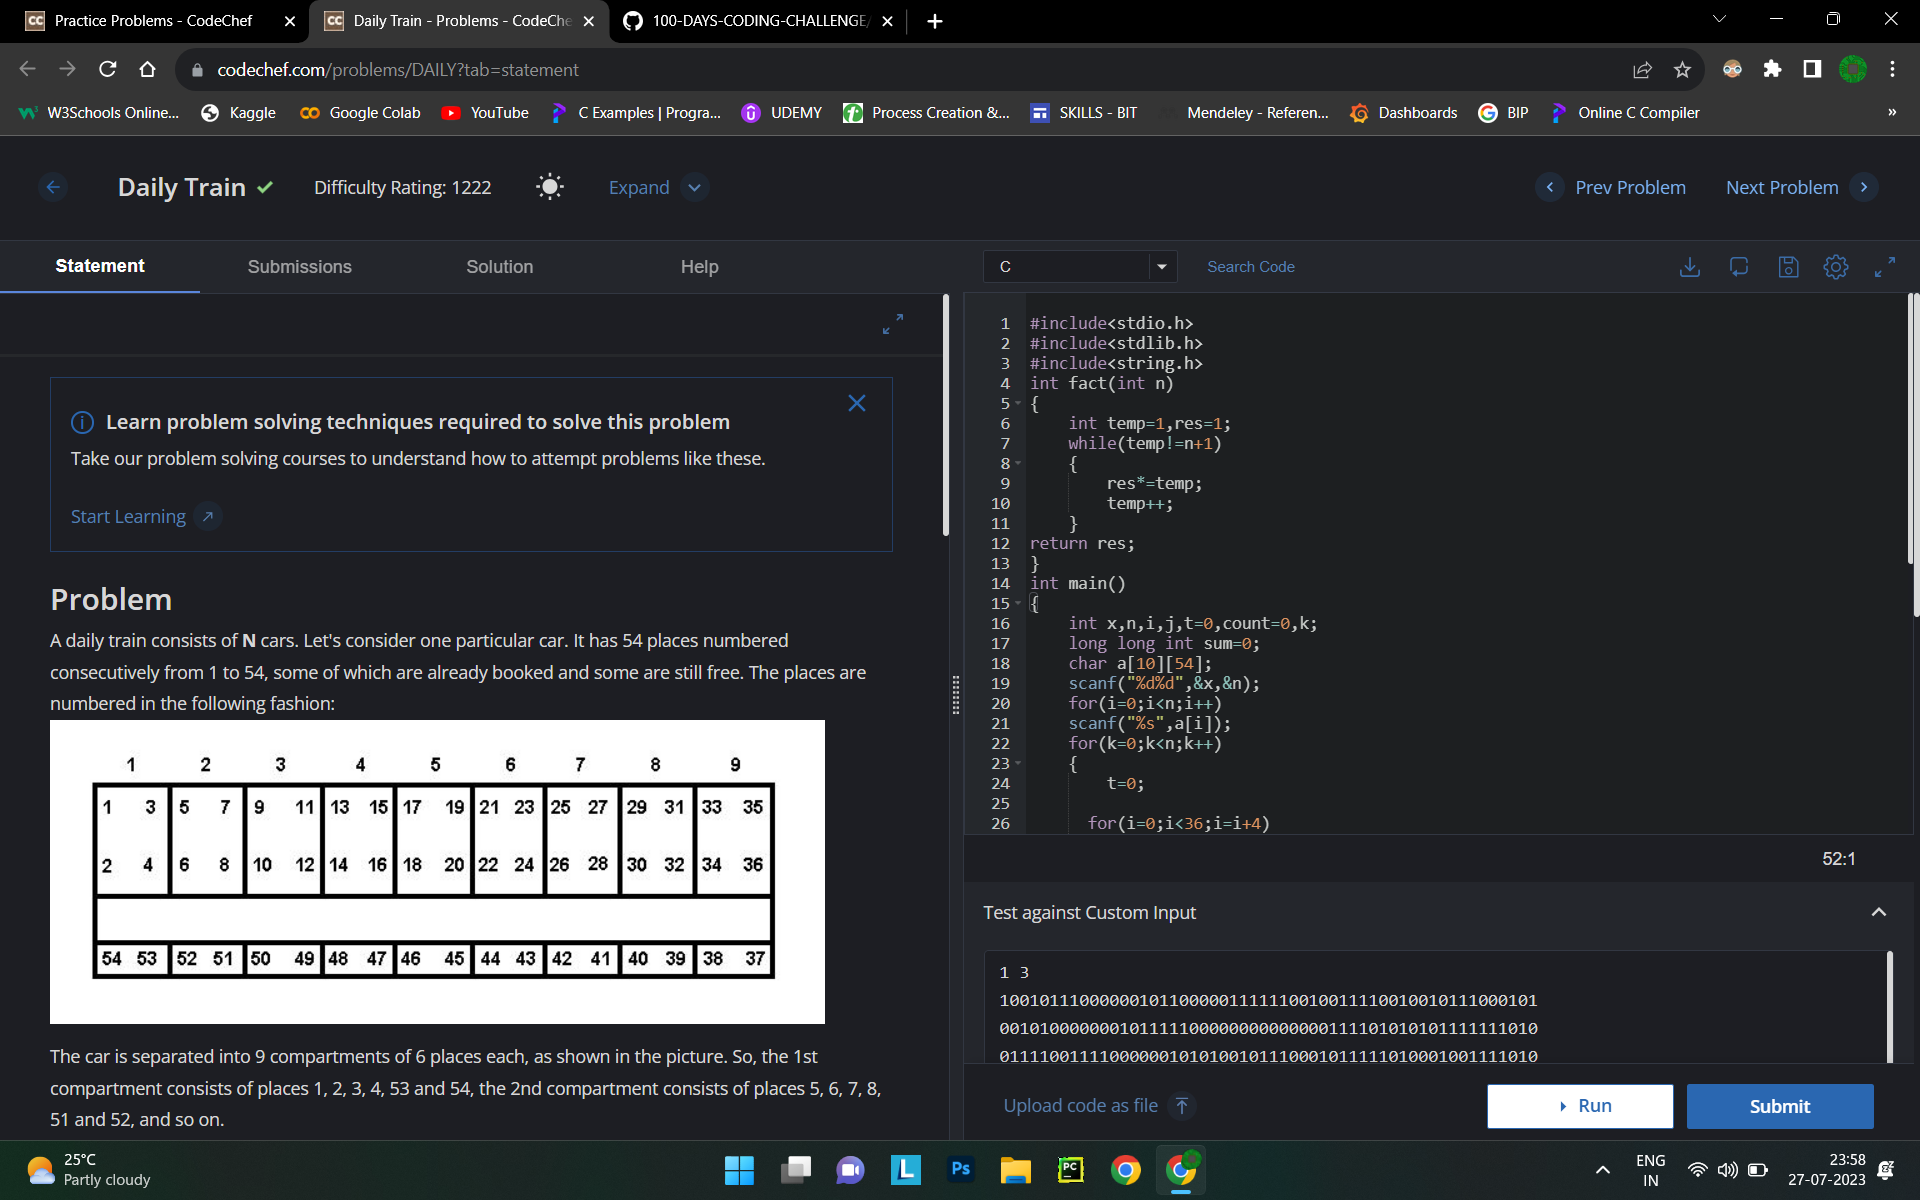 Practice Problems - CodeChef
Daily Train - Problems - CodeChe
100-DAYS-CODING-CHALLENGE/
codechef.com/problems/DAILY?tab=statement
W3Schools Online...
Kaggle
Google Colab
YouTube
C Examples | Progra...
UDEMY
Process Creation &...
SKILLS - BIT
Mendeley - Referen...
Dashboards
BIP
Online C Compiler
»
Daily Train
Difficulty Rating: 1222
Expand
Prev Problem
Next Problem
Statement
Submissions
Solution
Help
Learn problem solving techniques required to solve this problem
Take our problem solving courses to understand how to attempt problems like these.
Start Learning
Problem
A daily train consists of N cars. Let's consider one particular car. It has 54 places numbered
consecutively from 1 to 54, some of which are already booked and some are still free. The places are
numbered in the following fashion:
1 2 3 4 5 6 7 8 9
1 3 5 7 9 11 13 15 17 19 21 23 25 27 29 31 33 35
2 4 6 8 10 12 14 16 18 20 22 24 26 28 30 32 34 36
54 53 52 51 50 49 48 47 46 45 44 43 42 41 40 39 38 37
The car is separated into 9 compartments of 6 places each, as shown in the picture. So, the 1st
compartment consists of places 1, 2, 3, 4, 53 and 54, the 2nd compartment consists of places 5, 6, 7, 8,
51 and 52, and so on.
C
Search Code
1 #include<stdio.h>
2 #include<stdlib.h>
3 #include<string.h>
4 int fact(int n)
5 {
6 int temp=1,res=1;
7 while(temp!=n+1)
8 {
9 res*=temp;
10 temp++;
11 }
12 return res;
13 }
14 int main()
15 {
16 int x,n,i,j,t=0,count=0,k;
17 long long int sum=0;
18 char a[10][54];
19 scanf("%d%d",&x,&n);
20 for(i=0;i<n;i++)
21 scanf("%s",a[i]);
22 for(k=0;k<n;k++)
23 {
24 t=0;
25
26 for(i=0;i<36;i=i+4)
52:1
Test against Custom Input
1 3
100101110000001011000001111110010011110010010111000101
001010000000101111100000000000000111101010101111111010
011110011110000001010100101110001011111010001001111010
Upload code as file
Run
Submit
25°C
Partly cloudy
Ps
PC
ENG
IN
23:58
27-07-2023